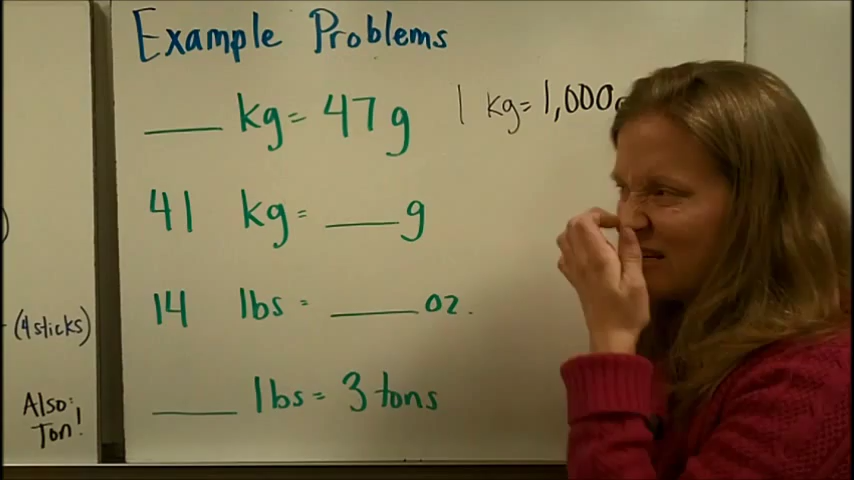 Example Problems
___ kg = 47 g
1 kg = 1,000
41 kg = ___ g
14 lbs = ___ oz.
___ lbs = 3 tons
(4 sticks)
Also:
Ton!